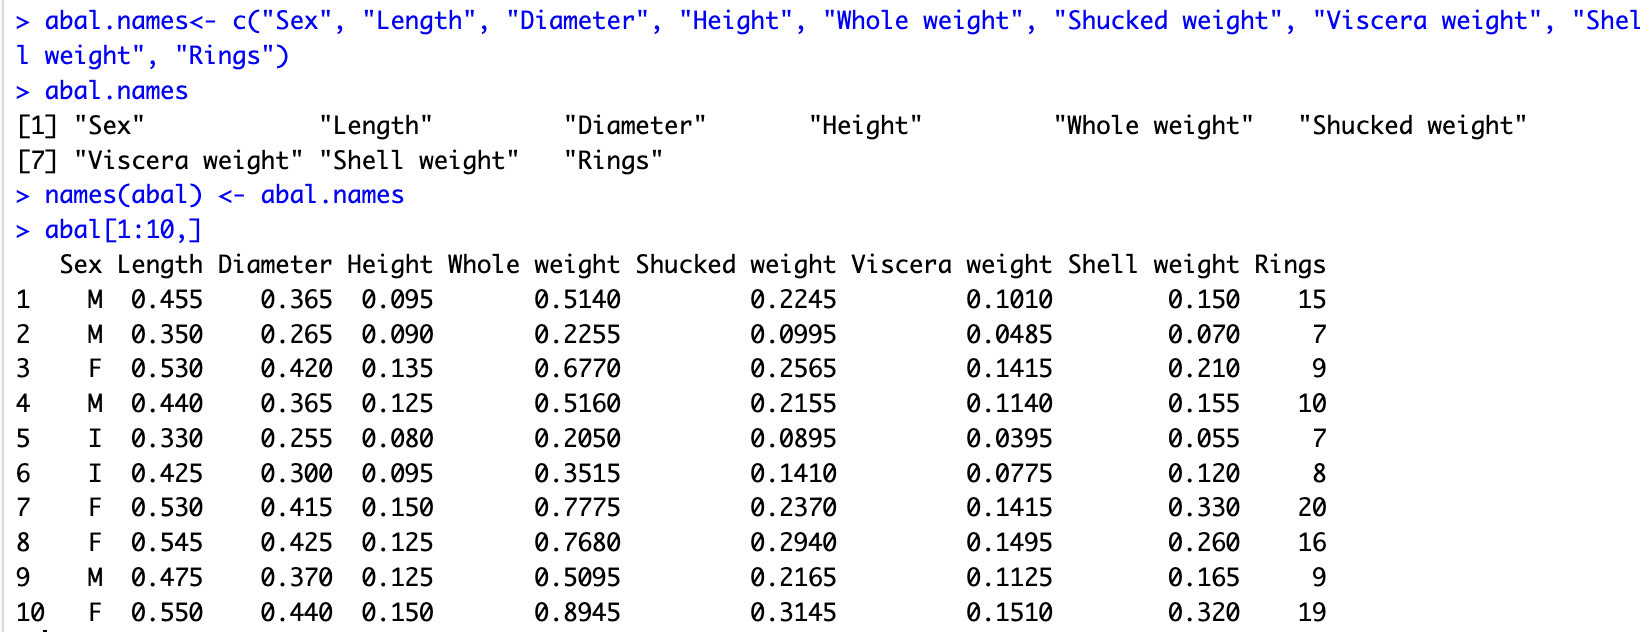 > abal.names<- c("Sex", "Length", "Diameter", "Height", "Whole weight", "Shucked weight", "Viscera weight", "Shel
l weight", "Rings")
> abal.names
[1] "Sex"            "Length"         "Diameter"       "Height"         "Whole weight"   "Shucked weight"
[7] "Viscera weight" "Shell weight"   "Rings"
> names(abal) <- abal.names
> abal[1:10,]
   Sex Length Diameter Height Whole weight Shucked weight Viscera weight Shell weight Rings
1    M  0.455    0.365  0.095       0.5140         0.2245         0.1010        0.150    15
2    M  0.350    0.265  0.090       0.2255         0.0995         0.0485        0.070     7
3    F  0.530    0.420  0.135       0.6770         0.2565         0.1415        0.210     9
4    M  0.440    0.365  0.125       0.5160         0.2155         0.1140        0.155    10
5    I  0.330    0.255  0.080       0.2050         0.0895         0.0395        0.055     7
6    I  0.425    0.300  0.095       0.3515         0.1410         0.0775        0.120     8
7    F  0.530    0.415  0.150       0.7775         0.2370         0.1415        0.330    20
8    F  0.545    0.425  0.125       0.7680         0.2940         0.1495        0.260    16
9    M  0.475    0.370  0.125       0.5095         0.2165         0.1125        0.165     9
10   F  0.550    0.440  0.150       0.8945         0.3145         0.1510        0.320    19